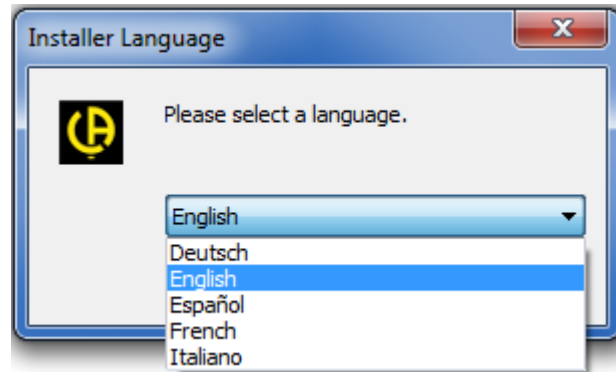 Installer Language
Please select a language.
English
Deutsch
English
Español
French
Italiano